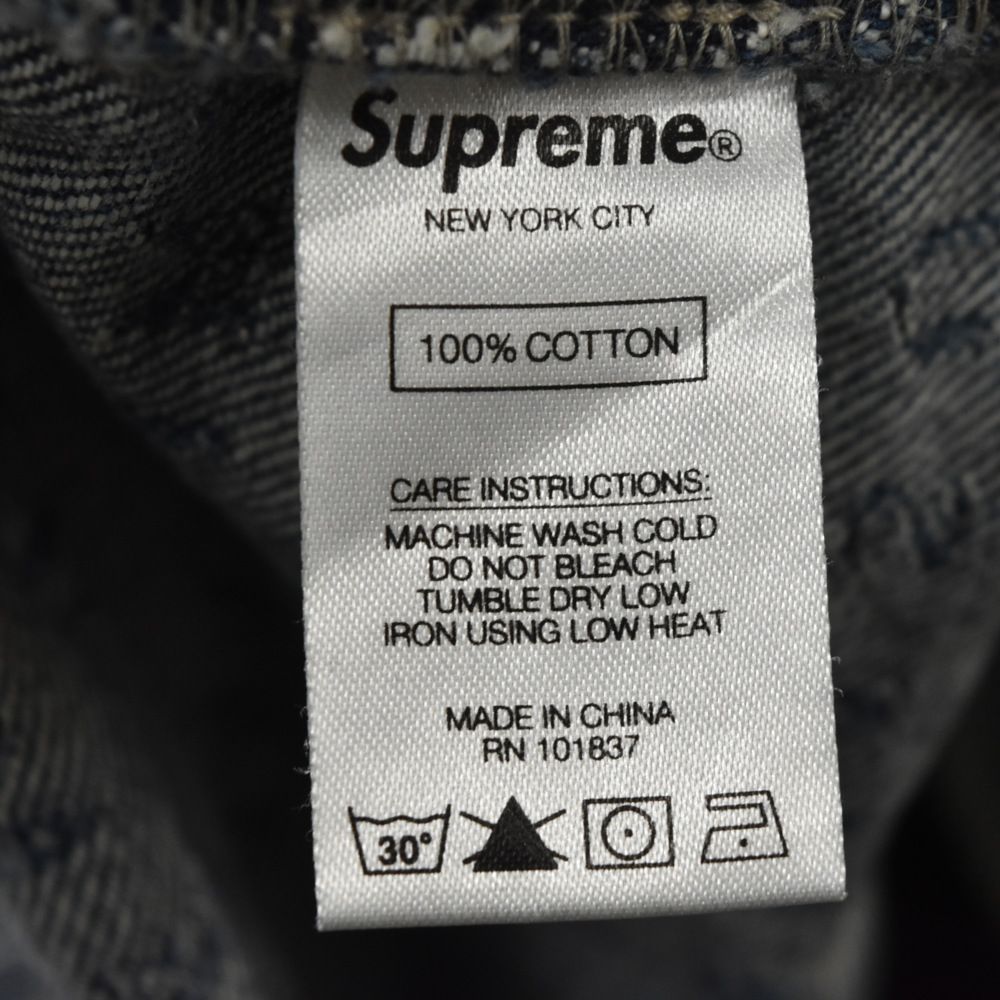 Supreme®
NEW YORK CITY
100% COTTON
CARE INSTRUCTIONS:
MACHINE WASH COLD
DO NOT BLEACH
TUMBLE DRY LOW
IRON USING LOW HEAT
MADE IN CHINA
RN 101837
30°